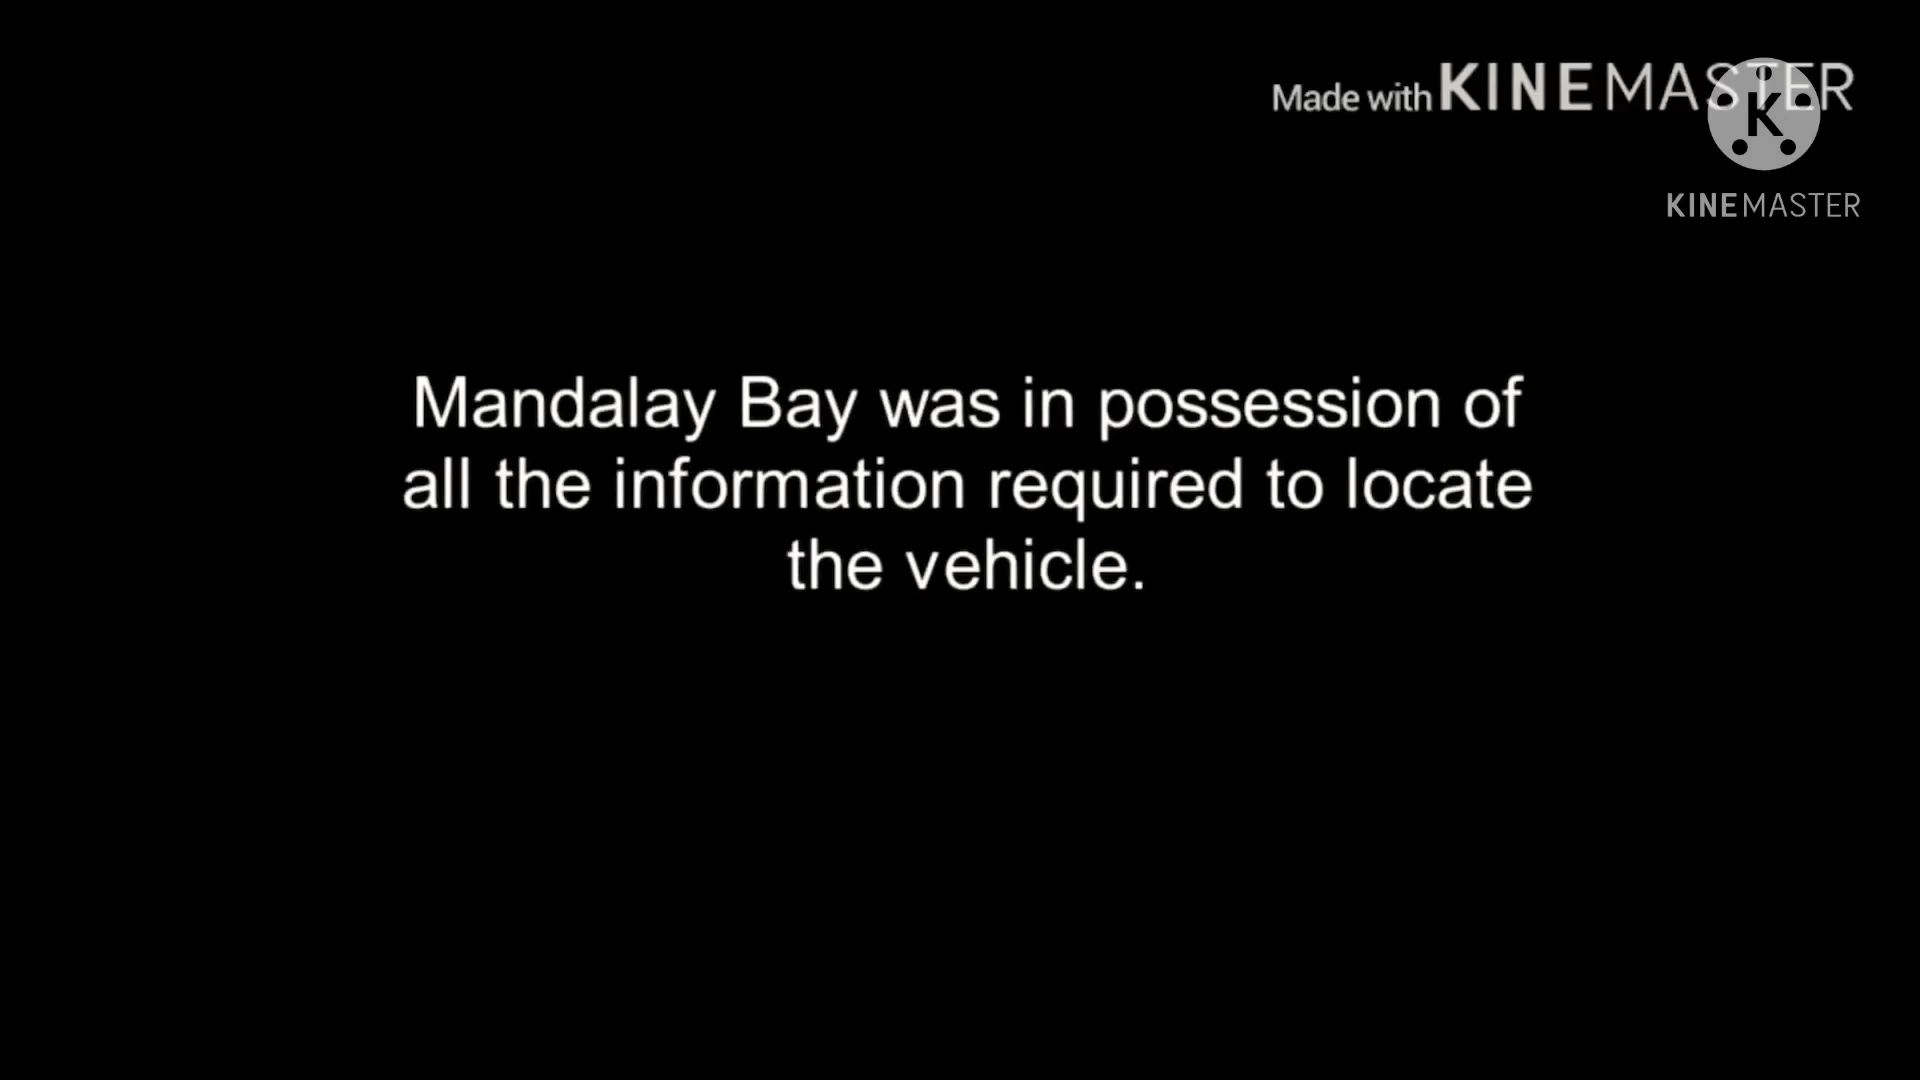 Made with KINEMASTER
K
KINEMASTER
Mandalay Bay was in possession of
all the information required to locate
the vehicle.